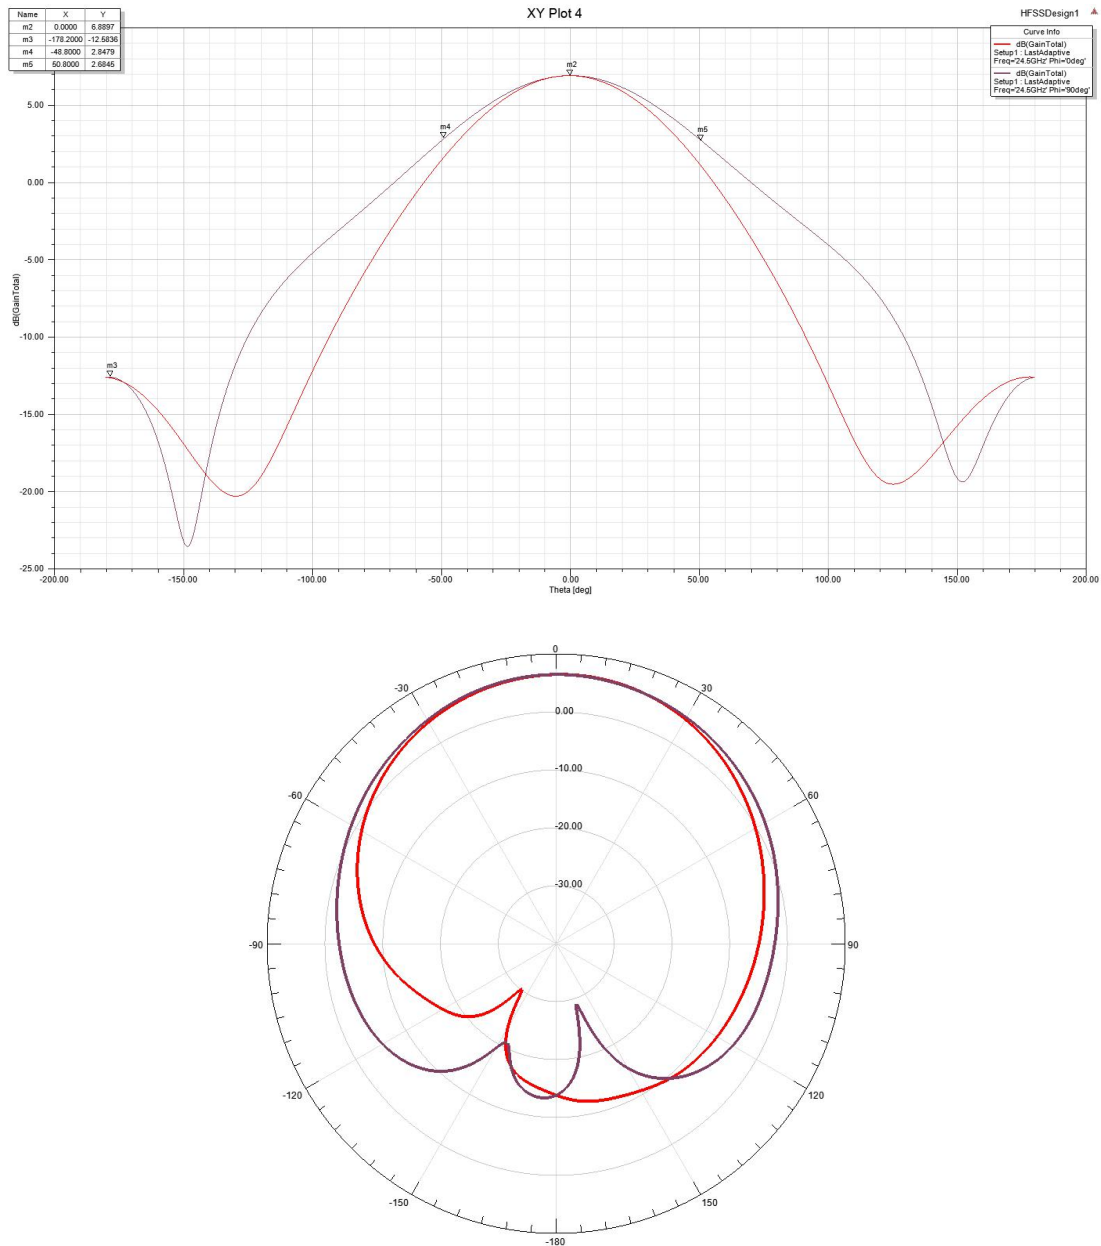 XY Plot 4
HFSSDesign1
Name X Y
m2 0.0000 6.8897
m3 -178.2000 -12.5836
m4 -48.8000 2.8479
m5 50.8000 2.6845
Curve Info
dB(GainTotal)
Setup1 : LastAdaptive
Freq='24.5GHz' Phi='0deg'
dB(GainTotal)
Setup1 : LastAdaptive
Freq='24.5GHz' Phi='90deg'
m2
m4
m5
m3
dB(GainTotal)
5.00
0.00
-5.00
-10.00
-15.00
-20.00
-25.00
-200.00 -150.00 -100.00 -50.00 0.00 50.00 100.00 150.00 200.00
Theta [deg]
0
-30 30
0.00
-10.00
-60 60
-20.00
-30.00
-90 90
-120 120
-150 150
-180